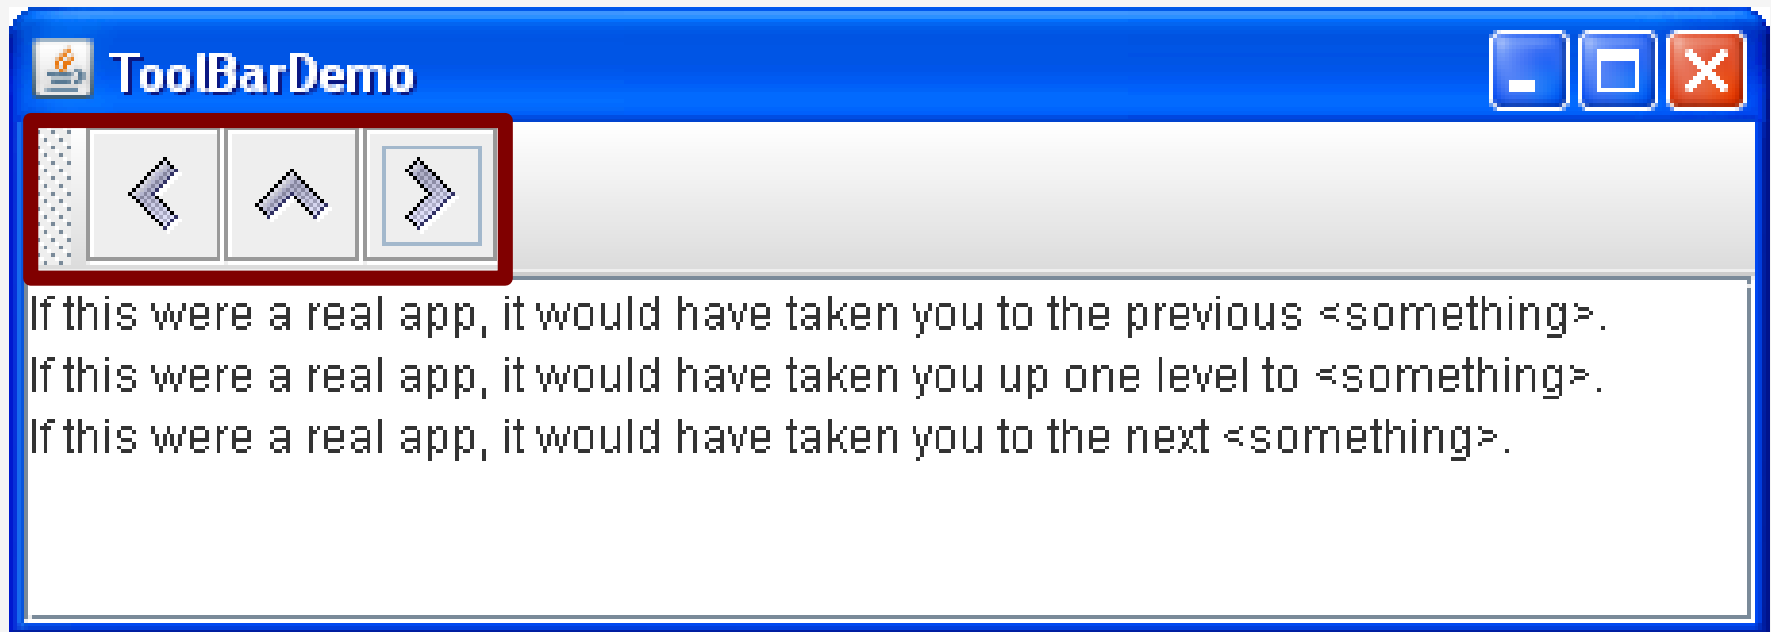 ToolBarDemo
If this were a real app, it would have taken you to the previous <something>.
If this were a real app, it would have taken you up one level to <something>.
If this were a real app, it would have taken you to the next <something>.